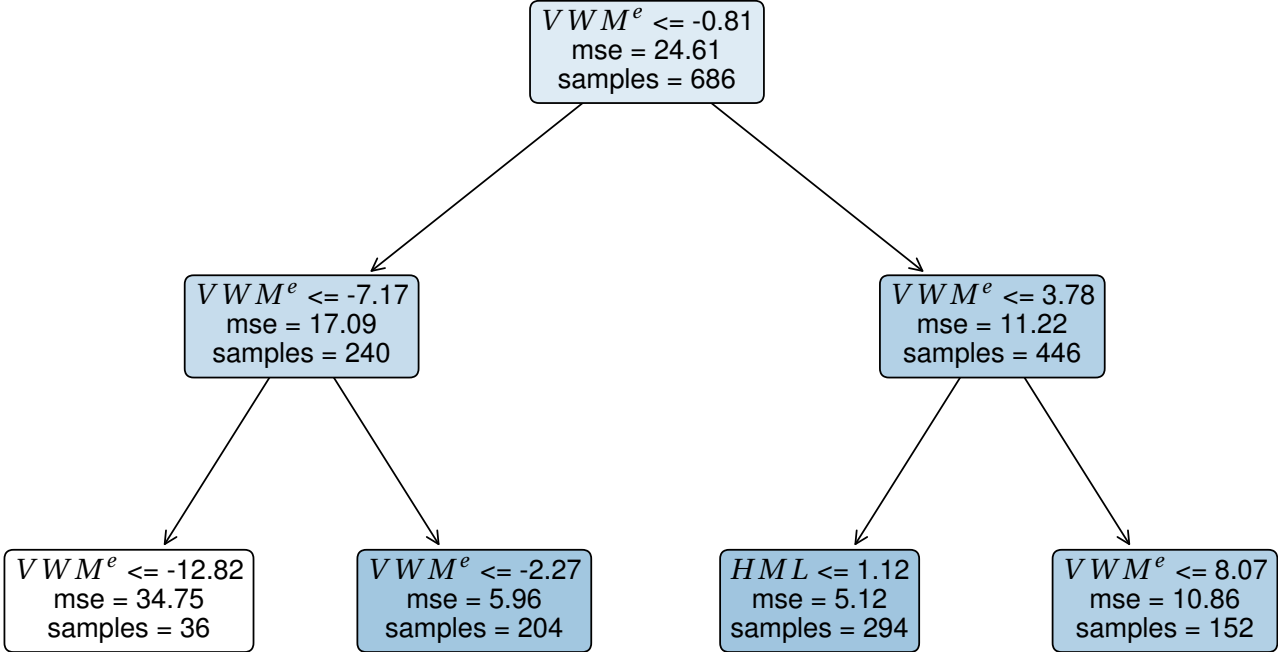 VWM^e <= -0.81
mse = 24.61
samples = 686
VWM^e <= -7.17
mse = 17.09
samples = 240
VWM^e <= 3.78
mse = 11.22
samples = 446
VWM^e <= -12.82
mse = 34.75
samples = 36
VWM^e <= -2.27
mse = 5.96
samples = 204
HML <= 1.12
mse = 5.12
samples = 294
VWM^e <= 8.07
mse = 10.86
samples = 152